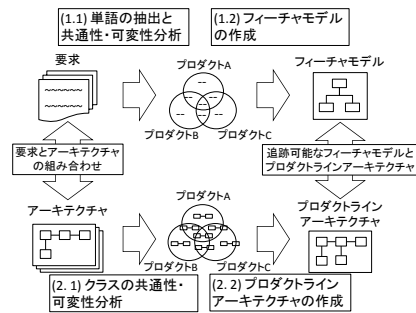 (1.1) 単語の抽出と
共通性・可変性分析
(1.2) フィーチャモデル
の作成
要求
プロダクトA
プロダクトB
プロダクトC
フィーチャモデル
要求とアーキテクチャ
の組み合わせ
追跡可能なフィーチャモデルと
プロダクトラインアーキテクチャ
アーキテクチャ
プロダクトA
プロダクトB
プロダクトC
プロダクトライン
アーキテクチャ
(2. 1) クラスの共通性・
可変性分析
(2. 2) プロダクトライン
アーキテクチャの作成